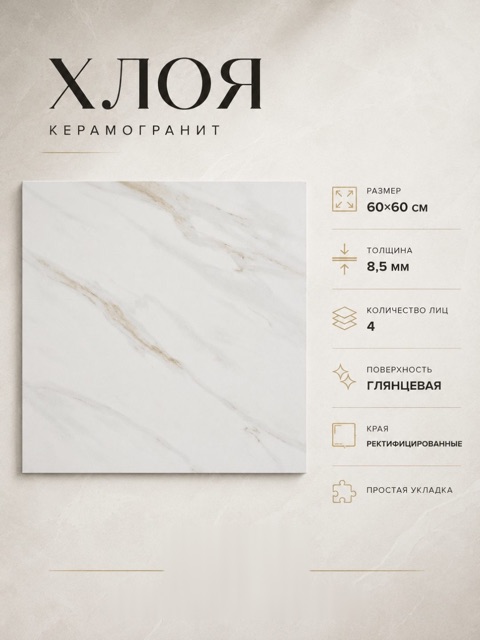 ХЛОЯ
КЕРАМОГРАНИТ
РАЗМЕР
60×60 см
ТОЛЩИНА
8,5 мм
КОЛИЧЕСТВО ЛИЦ
4
ПОВЕРХНОСТЬ
ГЛЯНЦЕВАЯ
КРАЯ
РЕКТИФИЦИРОВАННЫЕ
ПРОСТАЯ УКЛАДКА